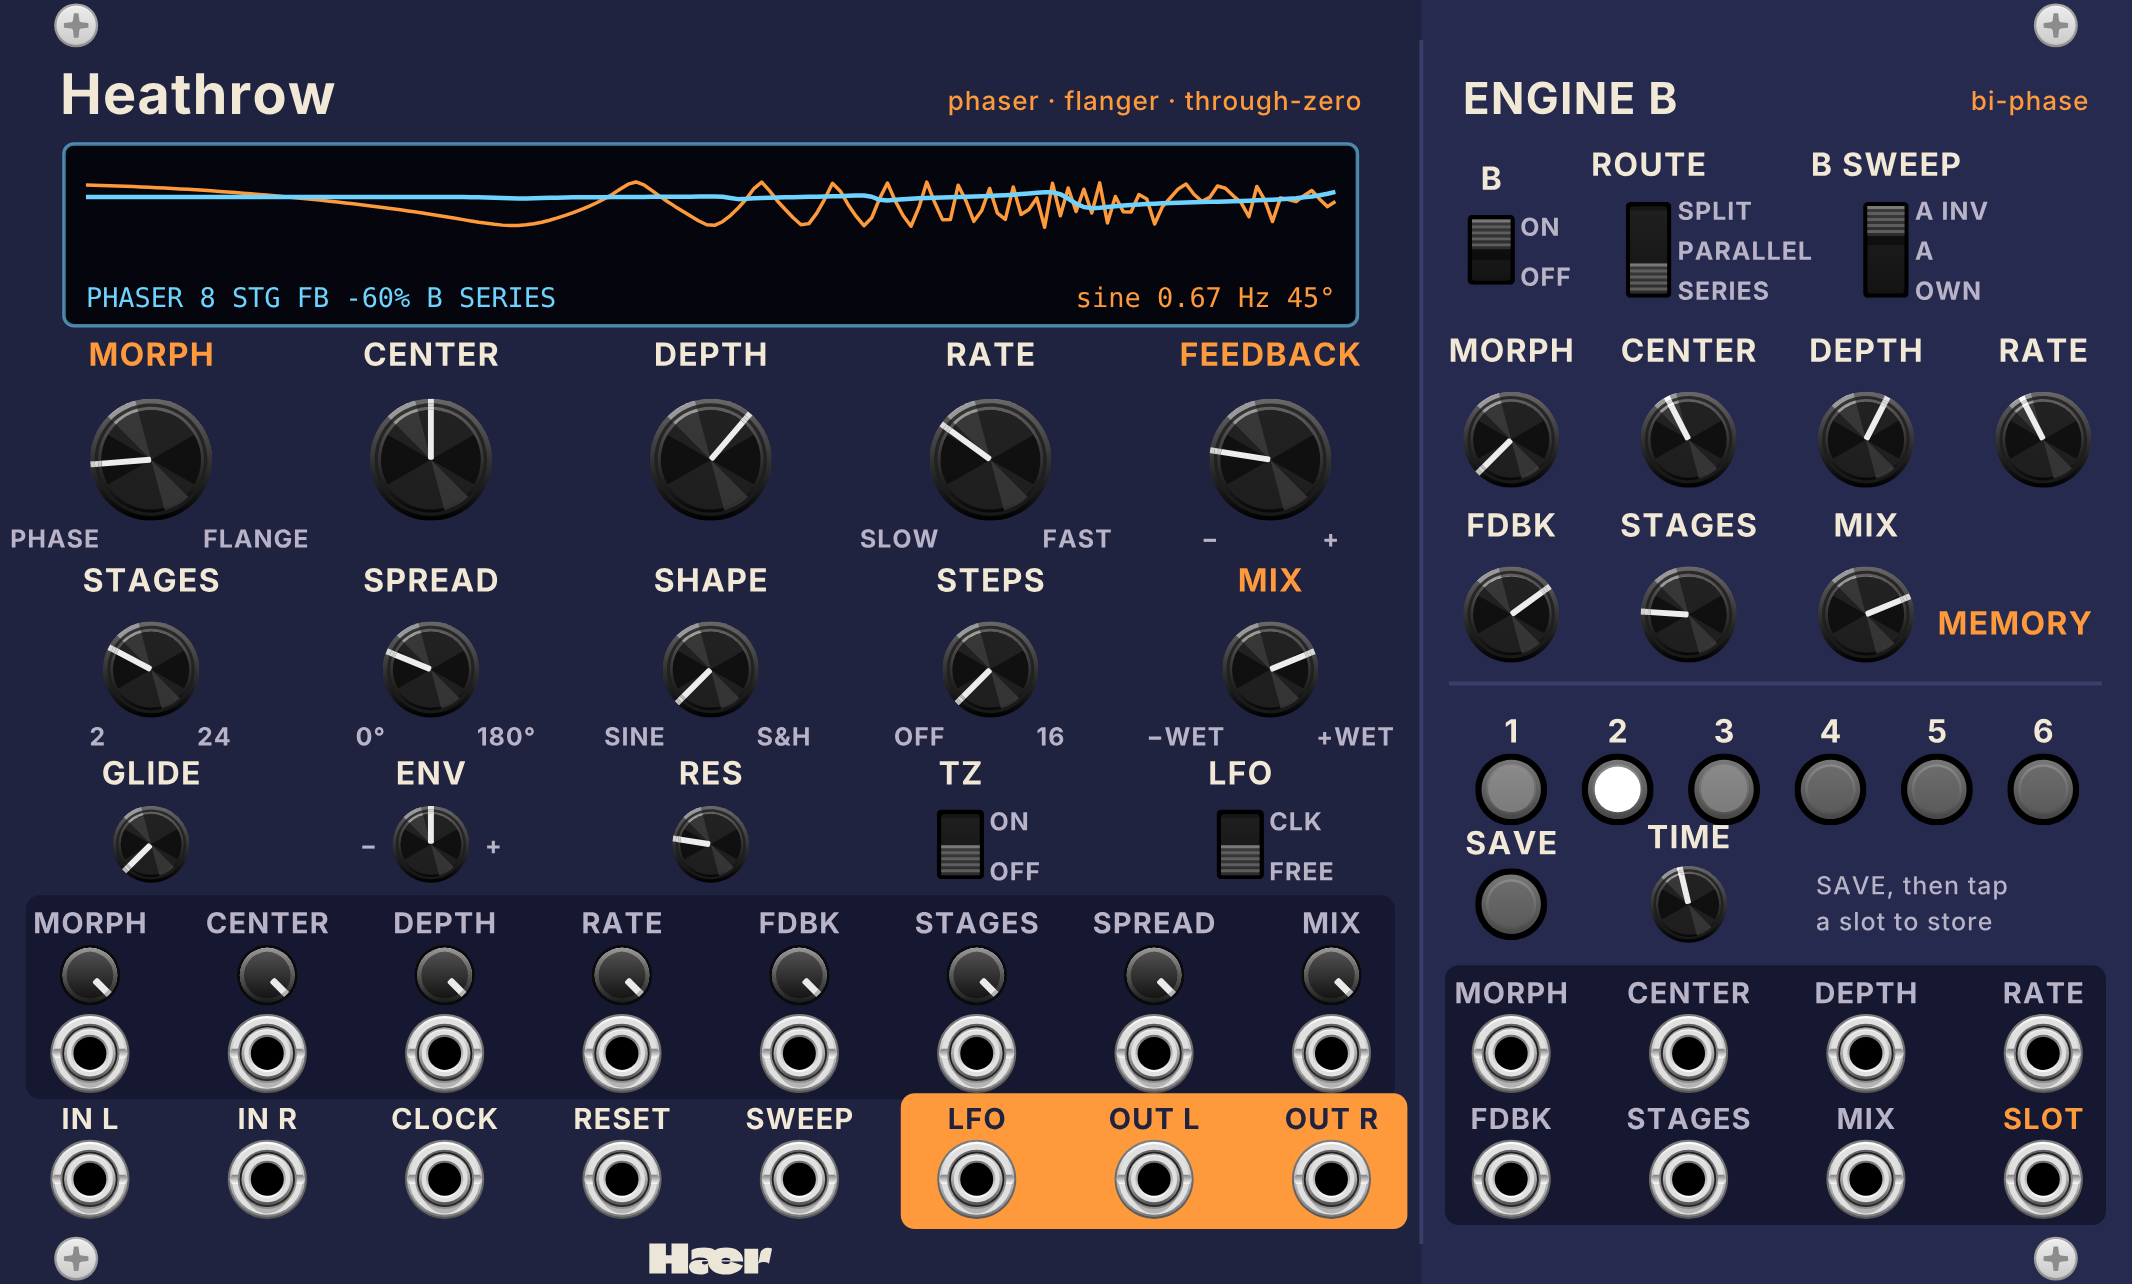 Heathrow
phaser · flanger · through-zero
PHASER 8 STG FB -60% B SERIES
sine 0.67 Hz 45°
MORPH CENTER DEPTH RATE FEEDBACK
PHASE FLANGE SLOW FAST − +
STAGES SPREAD SHAPE STEPS MIX
2 24 0° 180° SINE S&H OFF 16 −WET +WET
GLIDE ENV RES TZ LFO
ON CLK
− +
OFF FREE
MORPH CENTER DEPTH RATE FDBK STAGES SPREAD MIX
IN L IN R CLOCK RESET SWEEP LFO OUT L OUT R
Hær
ENGINE B
bi-phase
B ROUTE B SWEEP
ON
OFF
SPLIT
PARALLEL
SERIES
A INV
A
OWN
MORPH CENTER DEPTH RATE
FDBK STAGES MIX
MEMORY
1 2 3 4 5 6
SAVE TIME
SAVE, then tap
a slot to store
MORPH CENTER DEPTH RATE
FDBK STAGES MIX SLOT